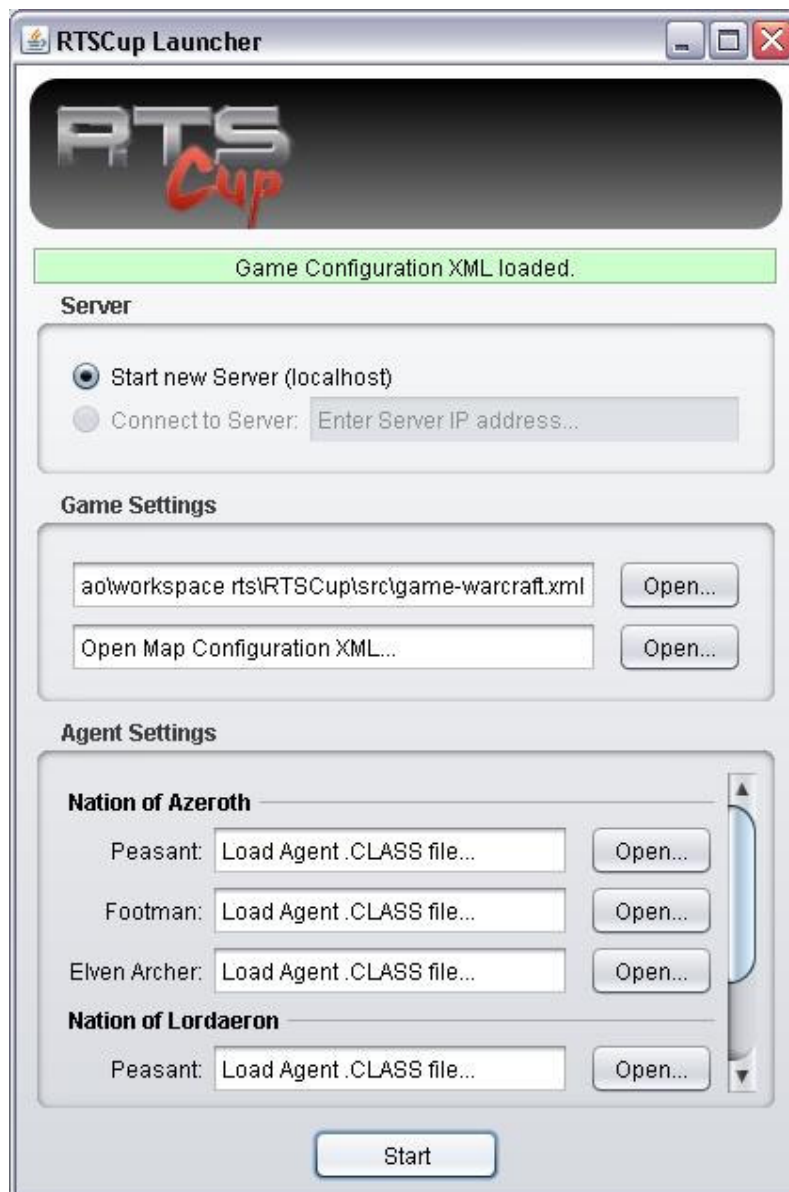 RTSCup Launcher
RTS
Cup
Game Configuration XML loaded.
Server
Start new Server (localhost)
Connect to Server: Enter Server IP address...
Game Settings
ao\workspace rts\RTSCup\src\game-warcraft.xml Open...
Open Map Configuration XML... Open...
Agent Settings
Nation of Azeroth
Peasant: Load Agent .CLASS file... Open...
Footman: Load Agent .CLASS file... Open...
Elven Archer: Load Agent .CLASS file... Open...
Nation of Lordaeron
Peasant: Load Agent .CLASS file... Open...
Start